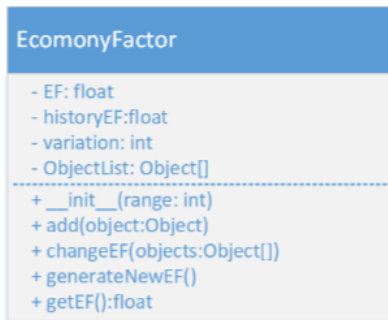 EcomonyFactor
- EF: float
- historyEF:float
- variation: int
- ObjectList: Object[]
+ __init__(range: int)
+ add(object:Object)
+ changeEF(objects:Object[])
+ generateNewEF()
+ getEF():float